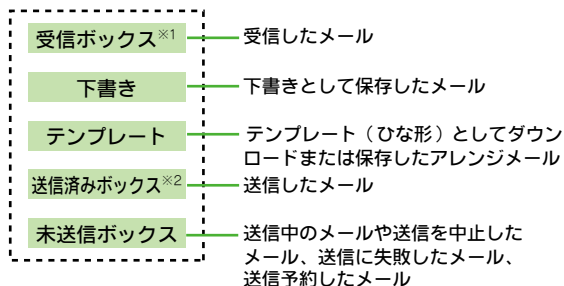 受信ボックス※1 受信したメール
下書き 下書きとして保存したメール
テンプレート テンプレート（ひな形）としてダウン
ロードまたは保存したアレンジメール
送信済みボックス※2 送信したメール
未送信ボックス 送信中のメールや送信を中止した
メール、送信に失敗したメール、
送信予約したメール